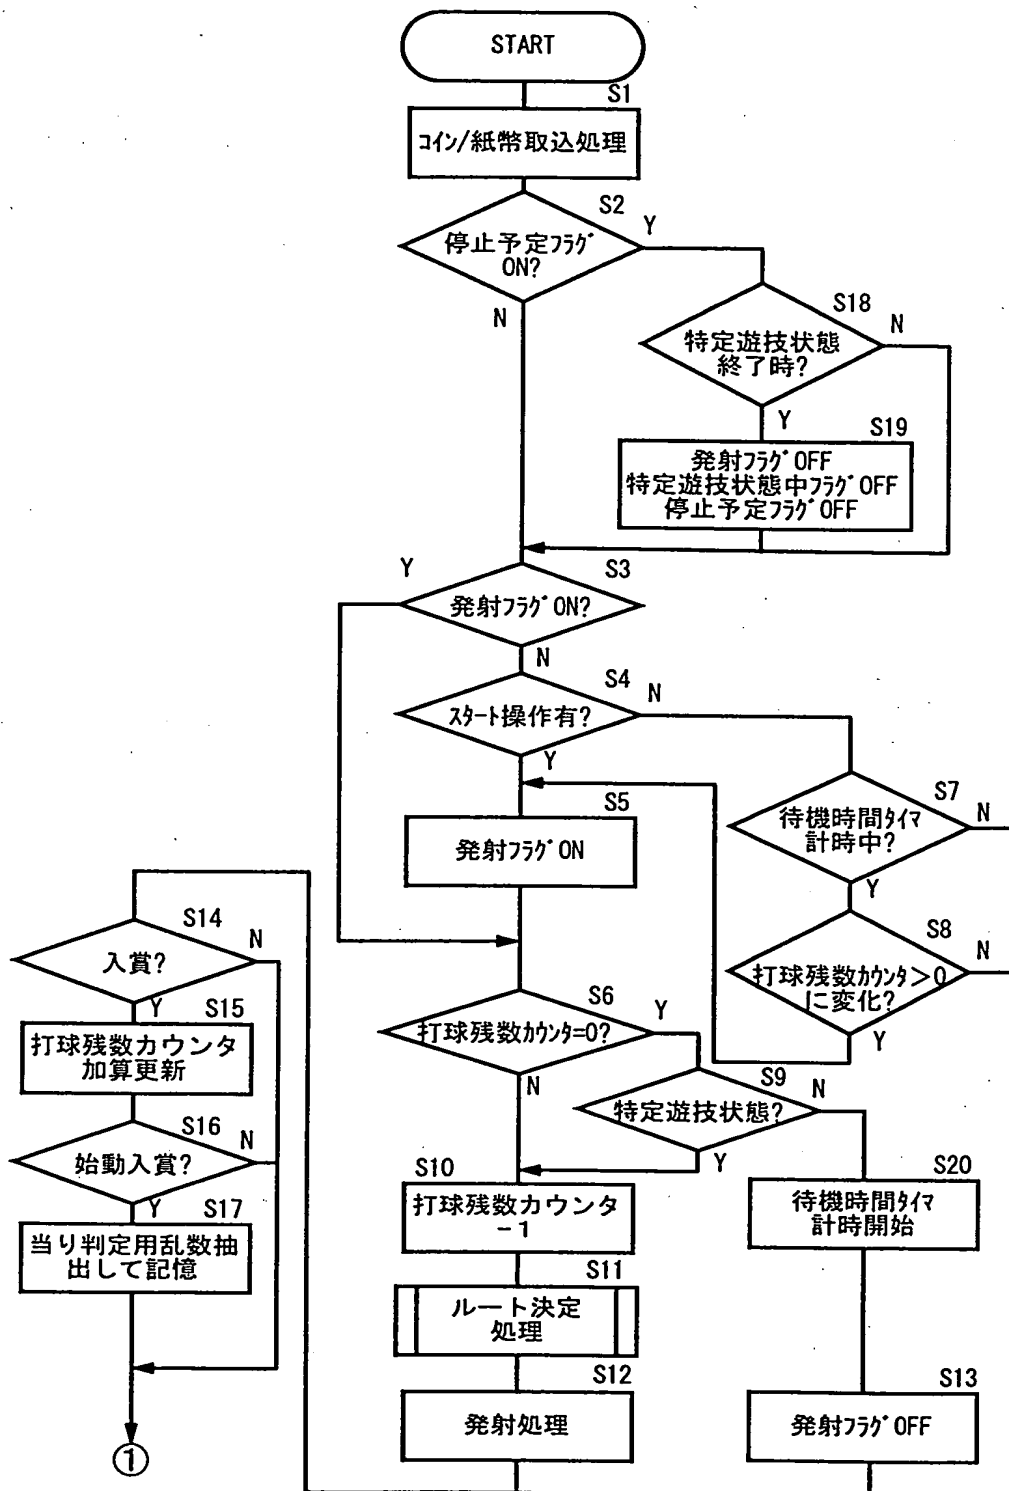 START
S1
コイン/紙幣取込処理
S2
Y
停止予定フラグ
ON?
N
S18
N
特定遊技状態
終了時?
Y
S19
発射フラグOFF
特定遊技状態中フラグOFF
停止予定フラグOFF
Y
S3
発射フラグON?
N
S4
N
スタート操作有?
Y
S7
N
待機時間タイマ
計時中?
Y
S5
発射フラグON
S8
N
打球残数カウンタ>0
に変化?
Y
S6
Y
打球残数カウンタ=0?
N
S9
N
特定遊技状態?
Y
S10
打球残数カウンタ
-1
S20
待機時間タイマ
計時開始
S11
ルート決定
処理
S12
発射処理
S13
発射フラグOFF
S14
N
入賞?
Y
S15
打球残数カウンタ
加算更新
S16
N
始動入賞?
Y
S17
当り判定用乱数抽
出して記憶
①